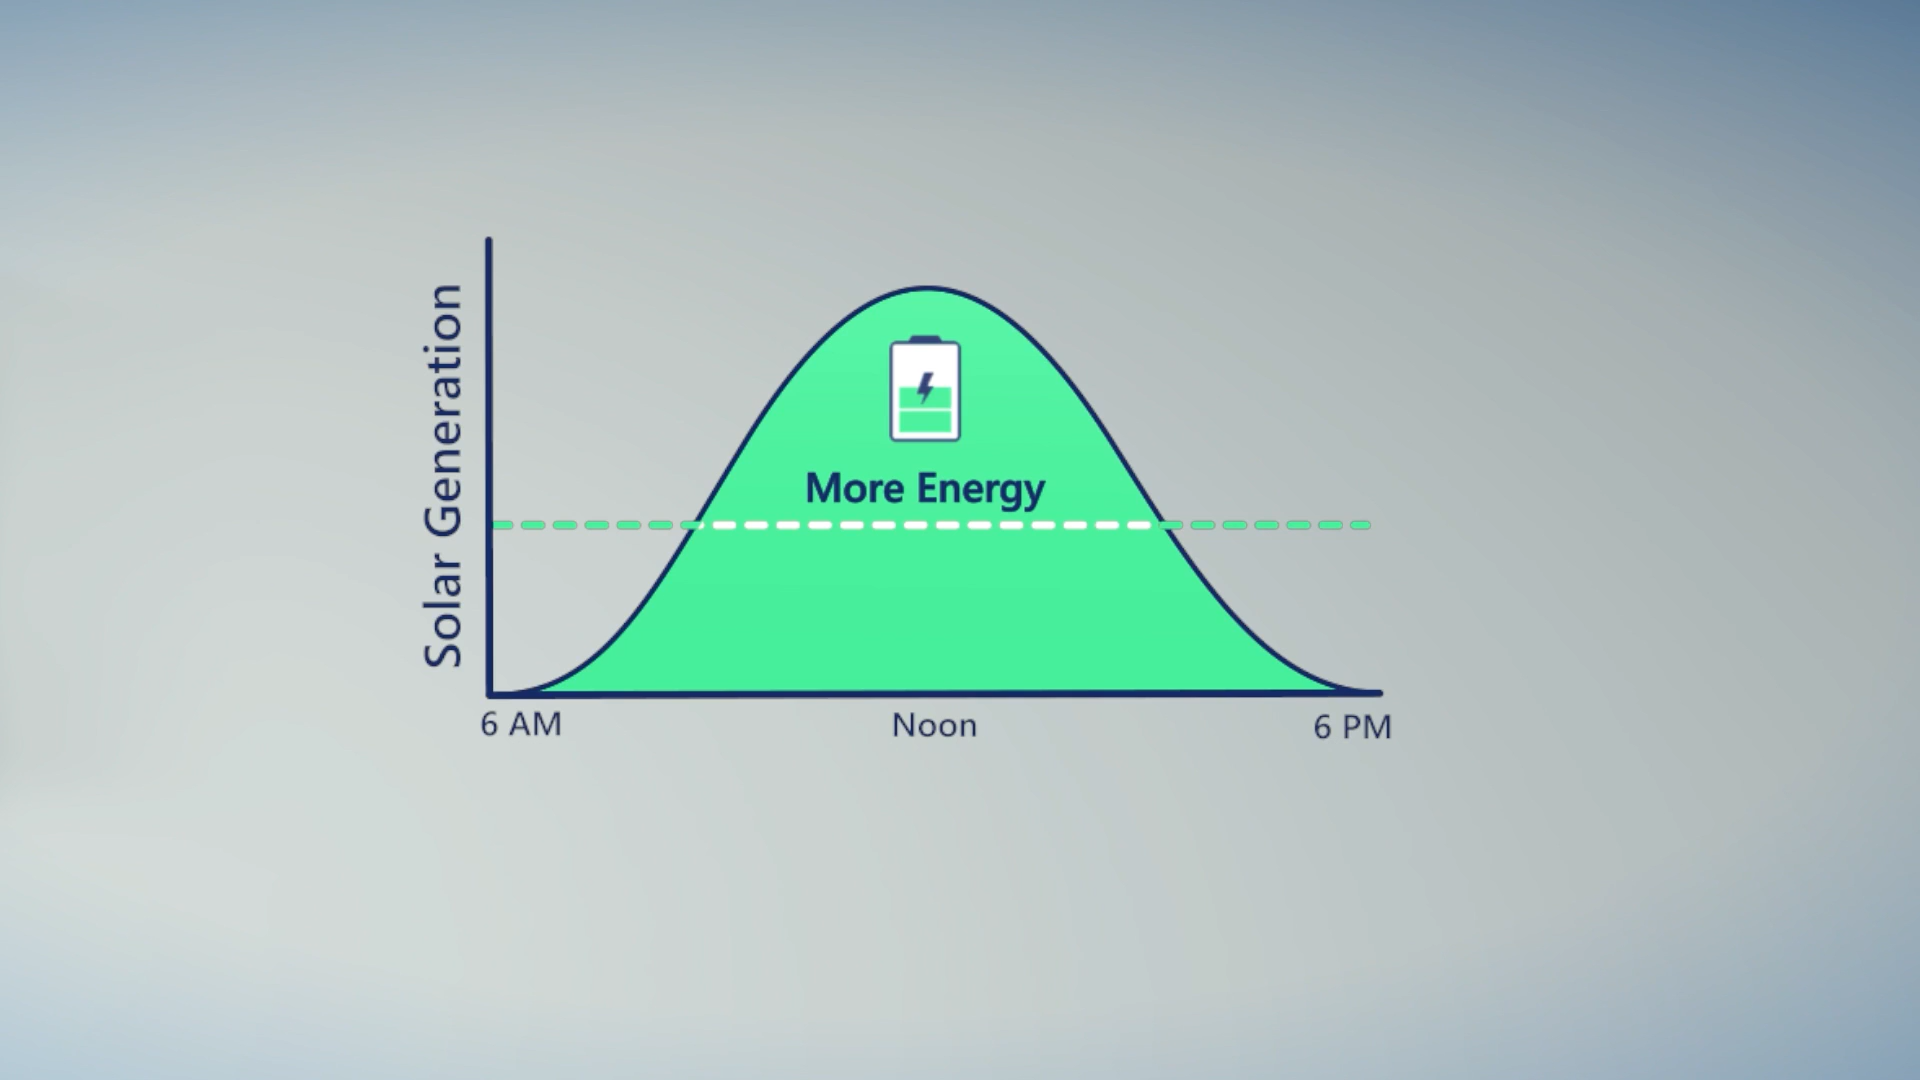 Solar Generation
More Energy
6 AM
Noon
6 PM